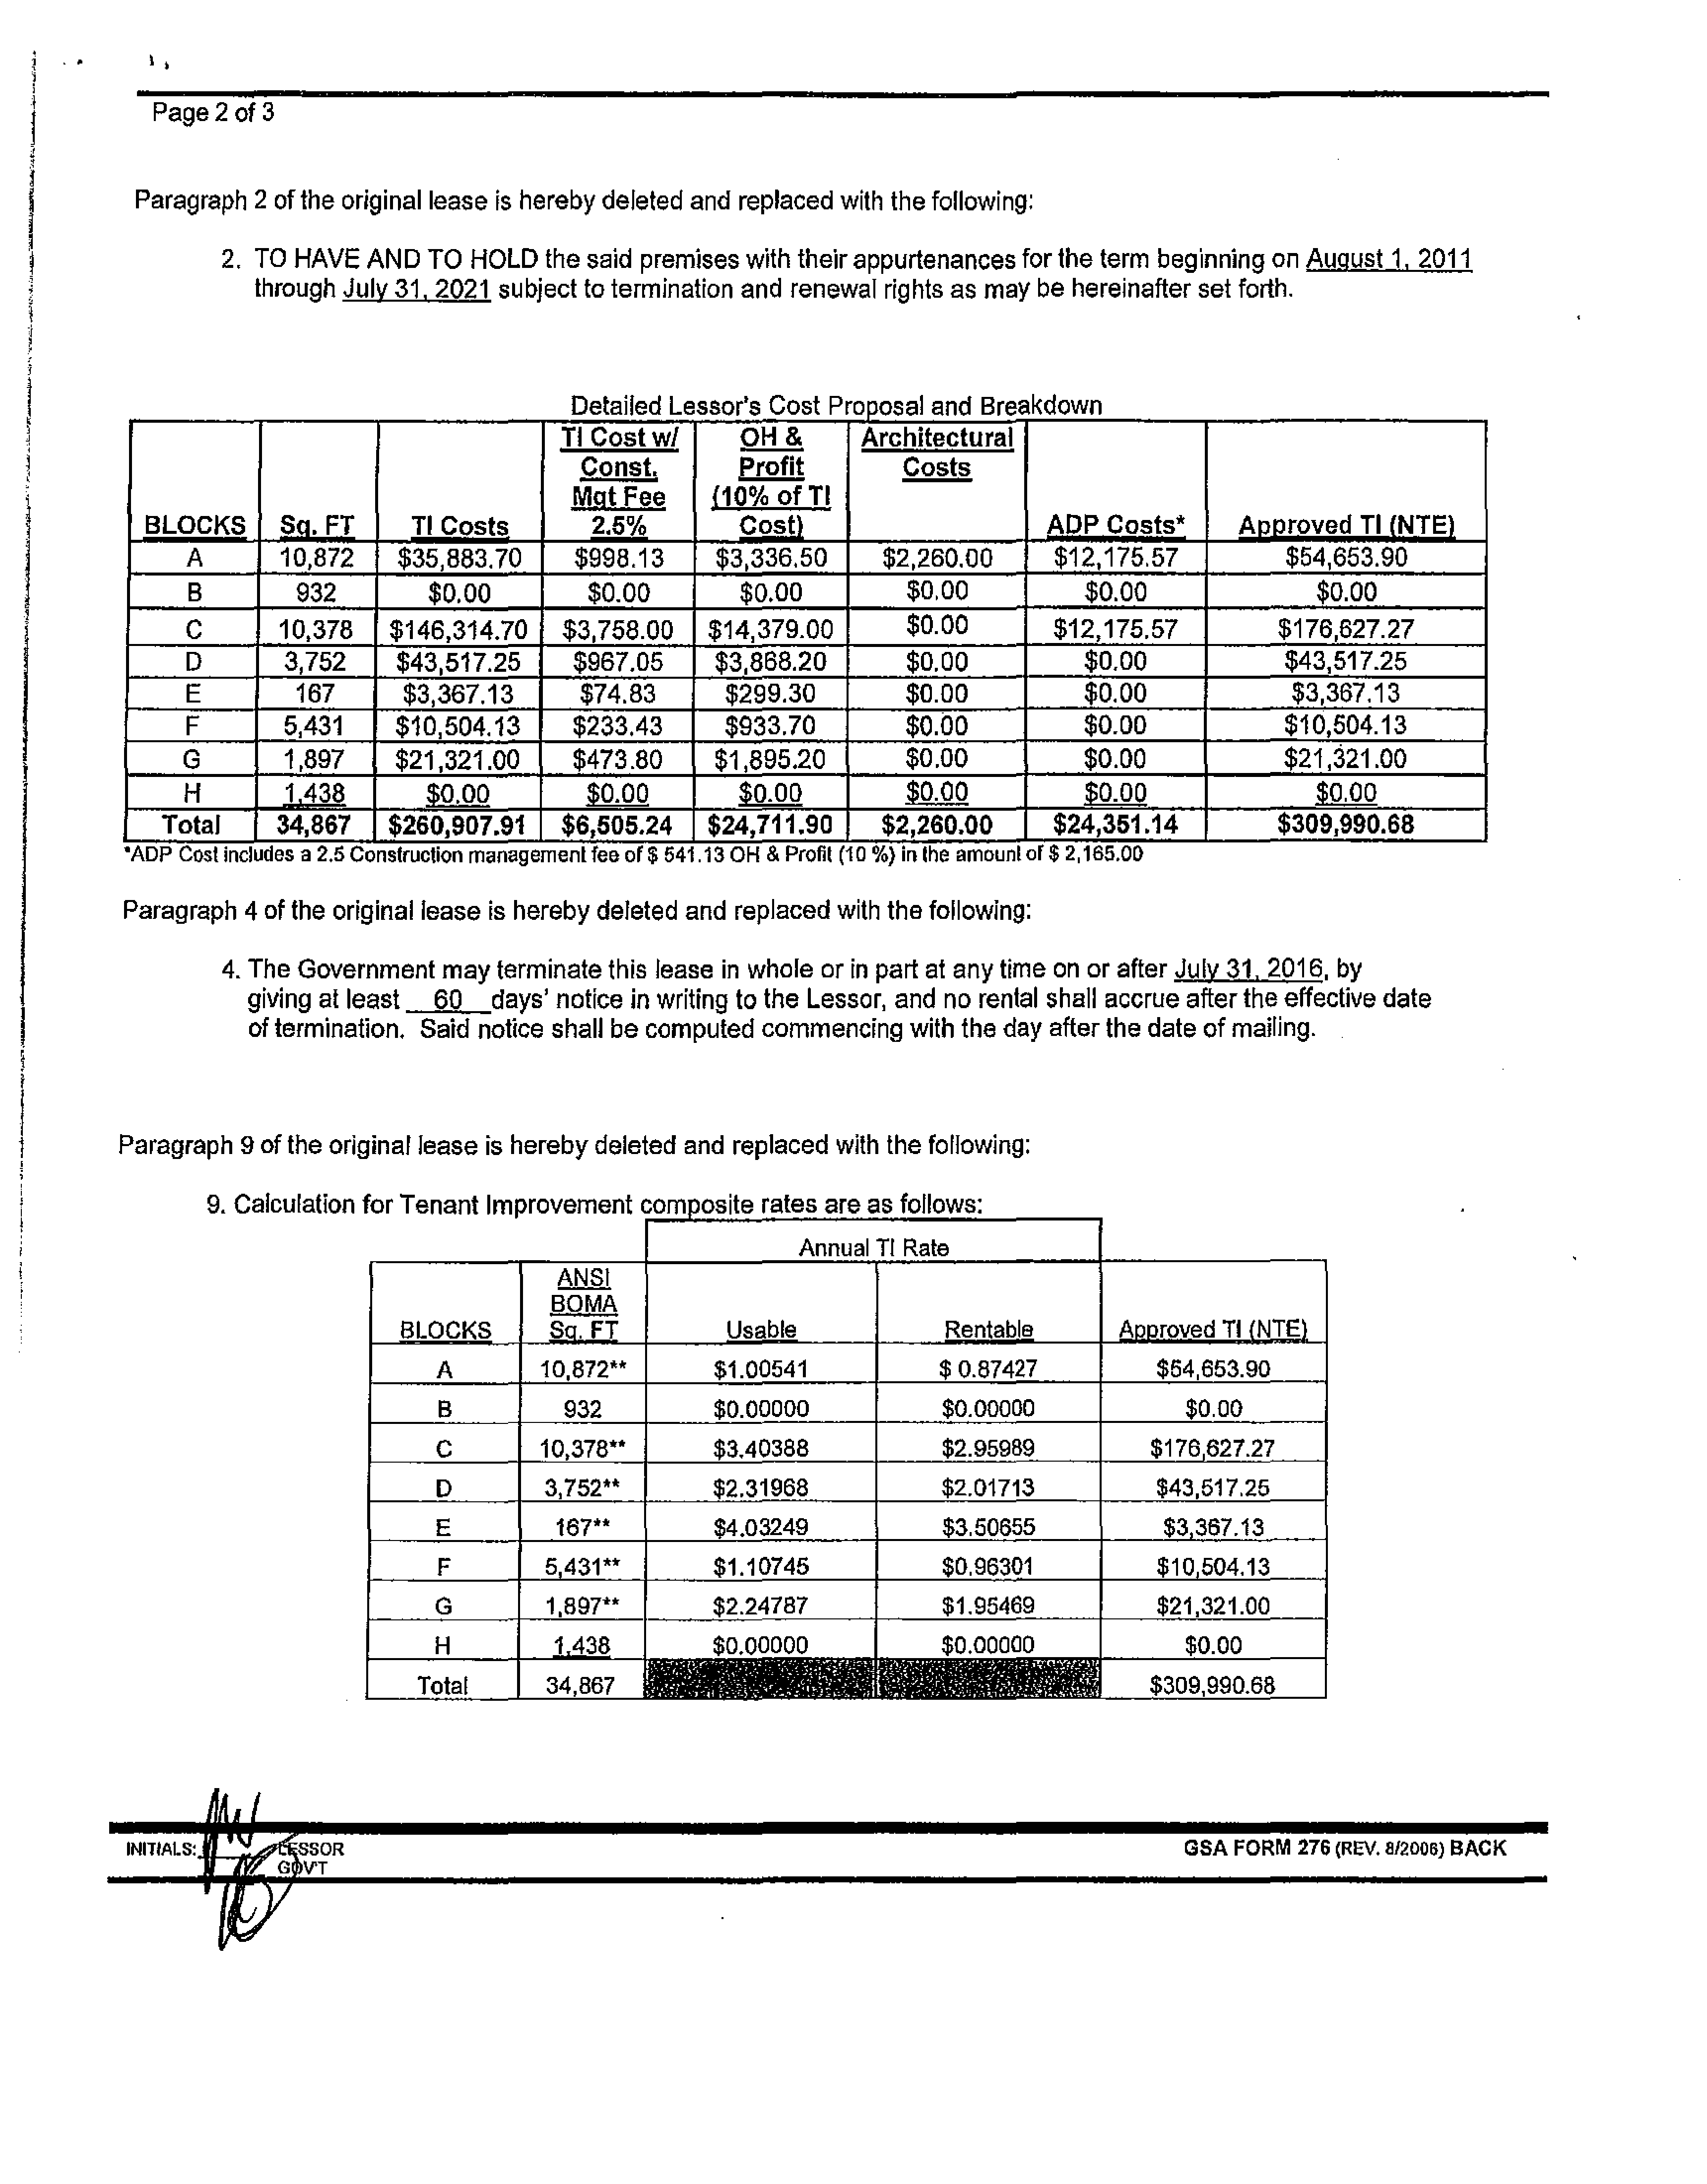 Page 2 of 3
Paragraph 2 of the original lease is hereby deleted and replaced with the following:
2. TO HAVE AND TO HOLD the said premises with their appurtenances for the term beginning on August 1, 2011
through July 31, 2021 subject to termination and renewal rights as may be hereinafter set forth.
Detailed Lessor's Cost Proposal and Breakdown
BLOCKS Sq. FT TI Costs TI Cost w/ Const. Mgt Fee 2.5% OH & Profit (10% of TI Cost) Architectural Costs ADP Costs* Approved TI (NTE)
A 10,872 $35,883.70 $998.13 $3,336.50 $2,260.00 $12,175.57 $54,653.90
B 932 $0.00 $0.00 $0.00 $0.00 $0.00 $0.00
C 10,378 $146,314.70 $3,758.00 $14,379.00 $0.00 $12,175.57 $176,627.27
D 3,752 $43,517.25 $967.05 $3,868.20 $0.00 $0.00 $43,517.25
E 167 $3,367.13 $74.83 $299.30 $0.00 $0.00 $3,367.13
F 5,431 $10,504.13 $233.43 $933.70 $0.00 $0.00 $10,504.13
G 1,897 $21,321.00 $473.80 $1,895.20 $0.00 $0.00 $21,321.00
H 1,438 $0.00 $0.00 $0.00 $0.00 $0.00 $0.00
Total 34,867 $260,907.91 $6,505.24 $24,711.90 $2,260.00 $24,351.14 $309,990.68
*ADP Cost includes a 2.5 Construction management fee of $ 541.13 OH & Profit (10 %) in the amount of $ 2,165.00
Paragraph 4 of the original lease is hereby deleted and replaced with the following:
4. The Government may terminate this lease in whole or in part at any time on or after July 31, 2016, by
giving at least 60 days' notice in writing to the Lessor, and no rental shall accrue after the effective date
of termination. Said notice shall be computed commencing with the day after the date of mailing.
Paragraph 9 of the original lease is hereby deleted and replaced with the following:
9. Calculation for Tenant Improvement composite rates are as follows:
Annual TI Rate
BLOCKS ANSI BOMA Sq. FT Usable Rentable Approved TI (NTE)
A 10,872** $1.00541 $ 0.87427 $54,653.90
B 932 $0.00000 $0.00000 $0.00
C 10,378** $3.40388 $2.95989 $176,627.27
D 3,752** $2.31968 $2.01713 $43,517.25
E 167** $4.03249 $3.50655 $3,367.13
F 5,431** $1.10745 $0.96301 $10,504.13
G 1,897** $2.24787 $1.95469 $21,321.00
H 1,438 $0.00000 $0.00000 $0.00
Total 34,867 $309,990.68
INITIALS: LESSOR
GOV'T
GSA FORM 276 (REV. 8/2006) BACK